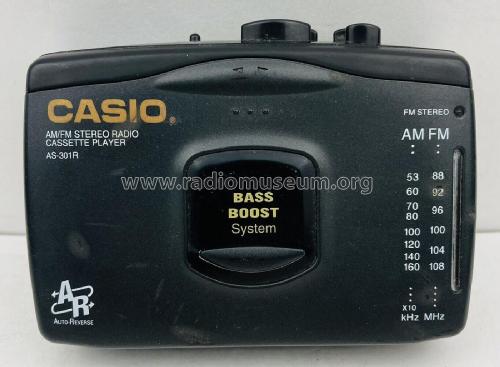 CASIO
AM/FM STEREO RADIO
CASSETTE PLAYER
AS-301R
FM STEREO
AM FM
53 88
60 92
70 96
80
100 100
120 104
140
160 108
X10
kHz MHz
www.radiomuseum.org
BASS
BOOST
System
AR
AUTO-REVERSE